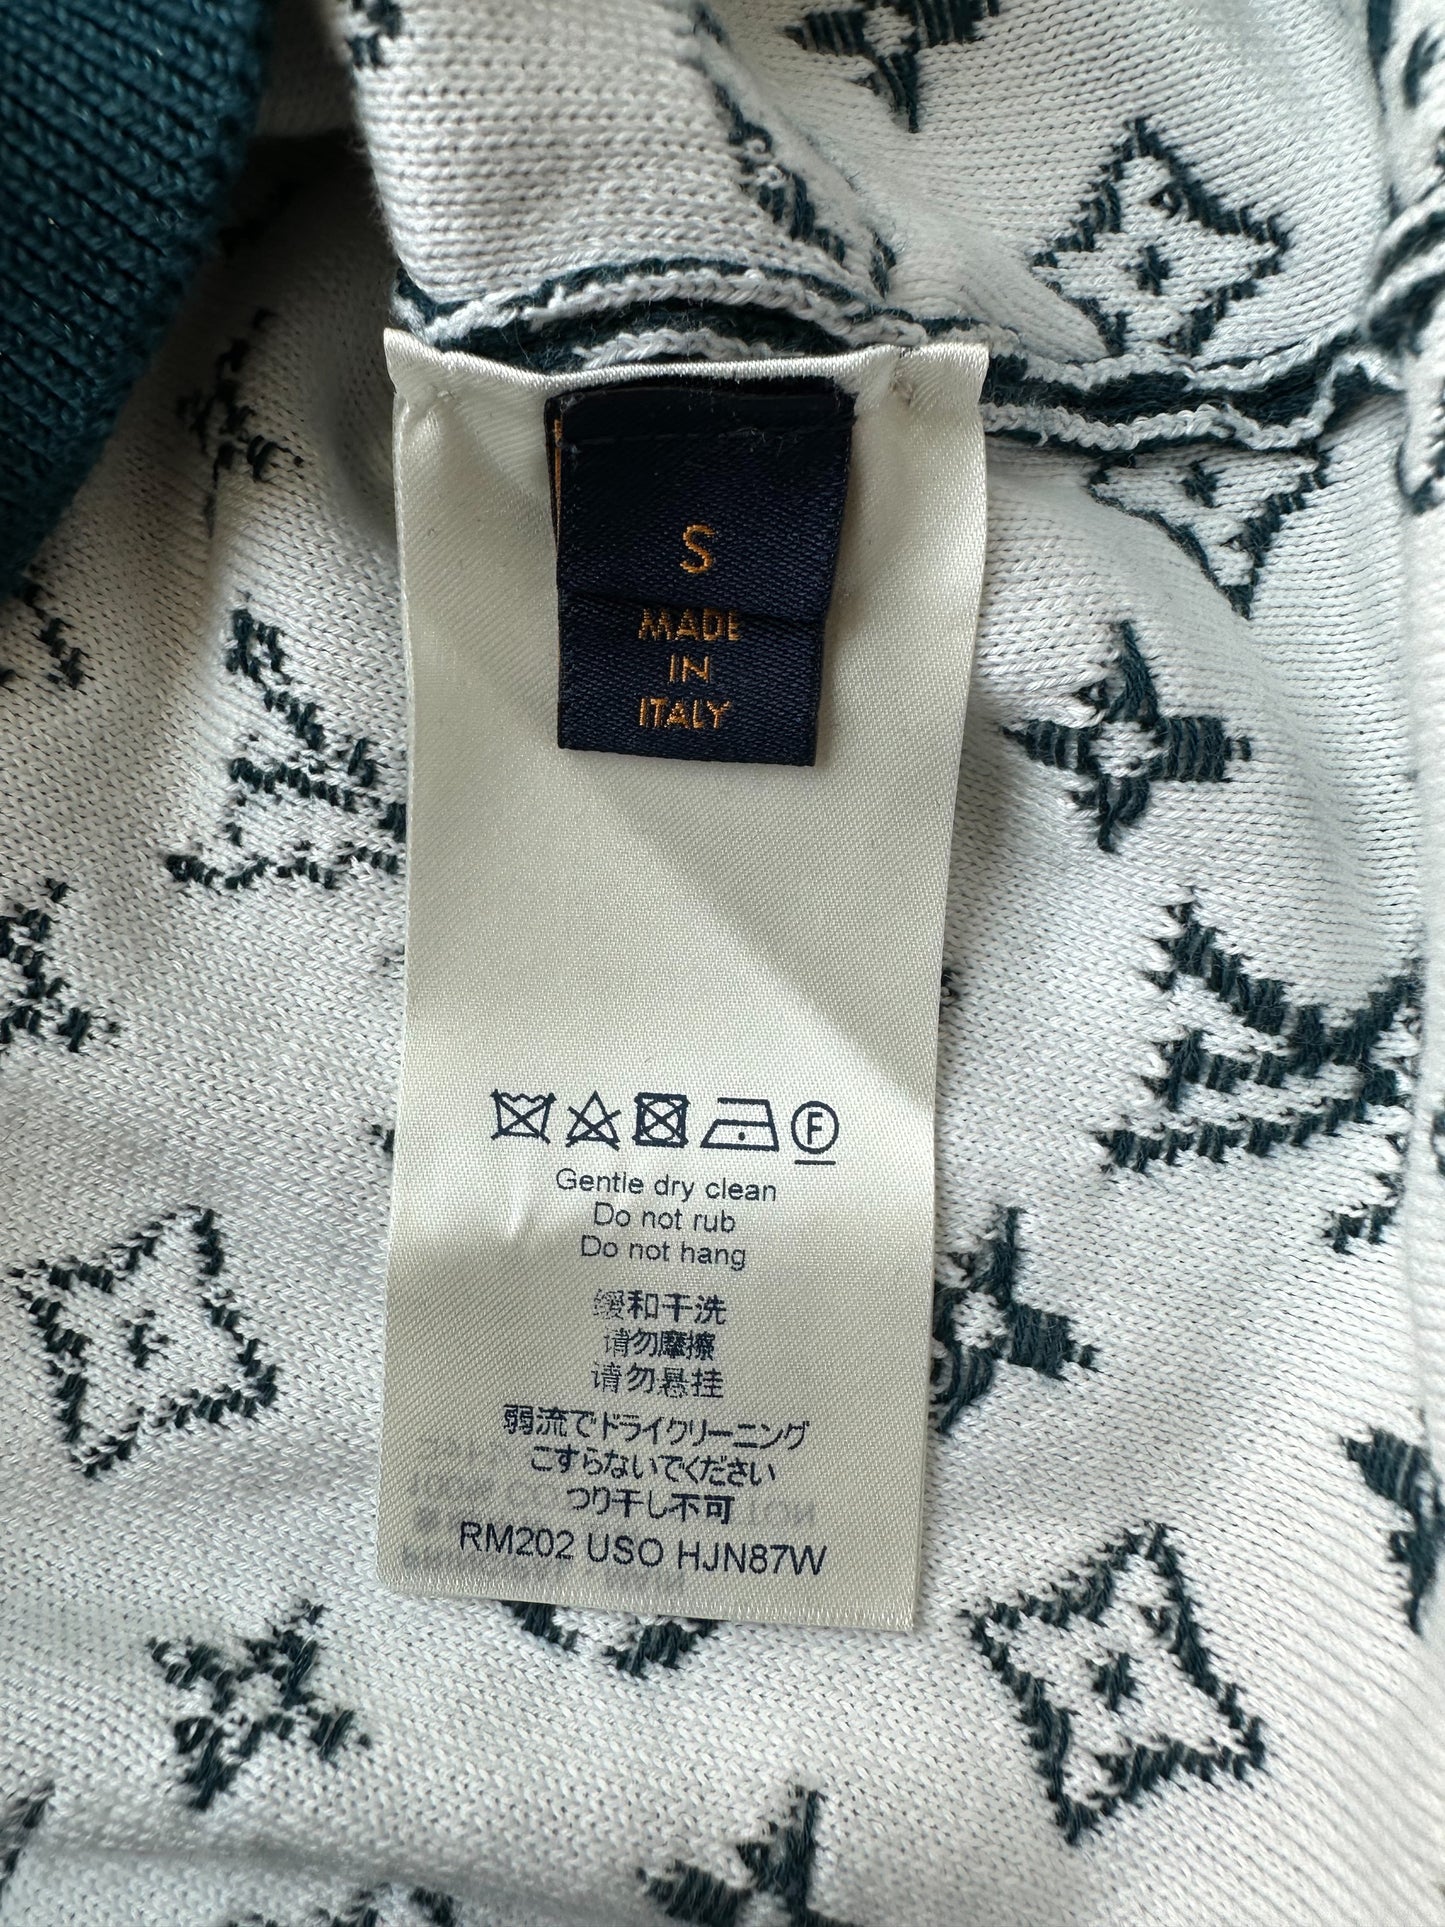 S
MADE
IN
ITALY
F
Gentle dry clean
Do not rub
Do not hang
缓和干洗
请勿摩擦
请勿悬挂
弱流でドライクリーニング
こすらないでください
つり干し不可
RM202 USO HJN87W